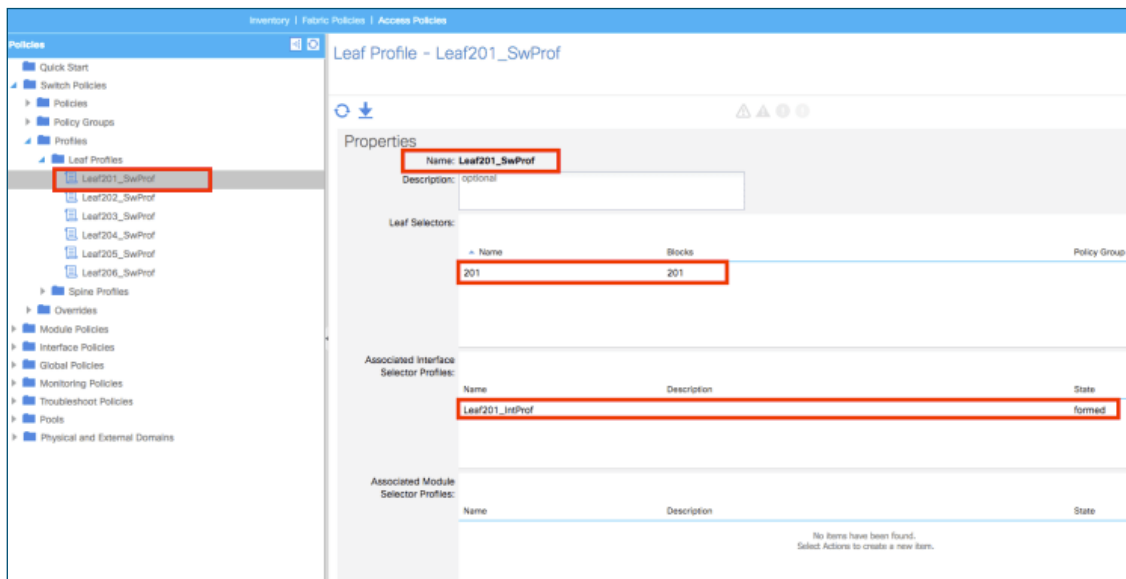 Inventory | Fabric Policies | Access Policies
Policies
Quick Start
Switch Policies
Policies
Policy Groups
Profiles
Leaf Profiles
Leaf201_SwProf
Leaf202_SwProf
Leaf203_SwProf
Leaf204_SwProf
Leaf205_SwProf
Leaf206_SwProf
Spine Profiles
Overrides
Module Policies
Interface Policies
Global Policies
Monitoring Policies
Troubleshoot Policies
Pools
Physical and External Domains
Leaf Profile - Leaf201_SwProf
Properties
Name: Leaf201_SwProf
Description: optional
Leaf Selectors:
Name Blocks Policy Group
201 201
Associated Interface
Selector Profiles:
Name Description State
Leaf201_IntProf formed
Associated Module
Selector Profiles:
Name Description State
No items have been found.
Select Actions to create a new item.